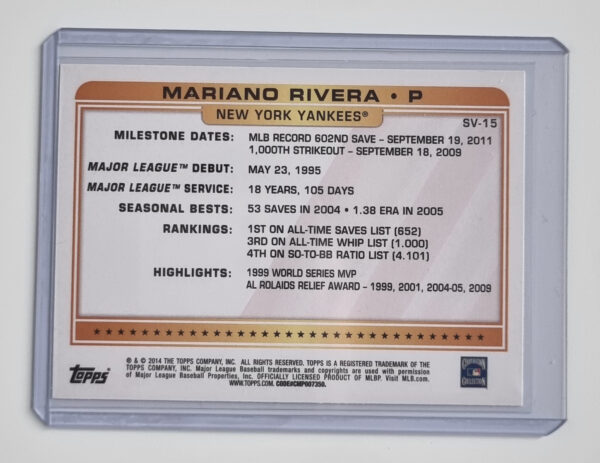 MARIANO RIVERA • P
NEW YORK YANKEES®
SV-15
MILESTONE DATES: MLB RECORD 602ND SAVE – SEPTEMBER 19, 2011
1,000TH STRIKEOUT – SEPTEMBER 18, 2009
MAJOR LEAGUE™ DEBUT: MAY 23, 1995
MAJOR LEAGUE™ SERVICE: 18 YEARS, 105 DAYS
SEASONAL BESTS: 53 SAVES IN 2004 • 1.38 ERA IN 2005
RANKINGS: 1ST ON ALL-TIME SAVES LIST (652)
3RD ON ALL-TIME WHIP LIST (1.000)
4TH ON SO-TO-BB RATIO LIST (4.101)
HIGHLIGHTS: 1999 WORLD SERIES MVP
AL ROLAIDS RELIEF AWARD – 1999, 2001, 2004-05, 2009
Topps
® & © 2014 THE TOPPS COMPANY, INC. ALL RIGHTS RESERVED. TOPPS IS A REGISTERED TRADEMARK OF THE
TOPPS COMPANY, INC. Major League Baseball trademarks and copyrights are used with permission
of Major League Baseball Properties, Inc. OFFICIALLY LICENSED PRODUCT OF MLBP. Visit MLB.com.
WWW.TOPPS.COM. CODE#CMP007350.
COOPERSTOWN
COLLECTION